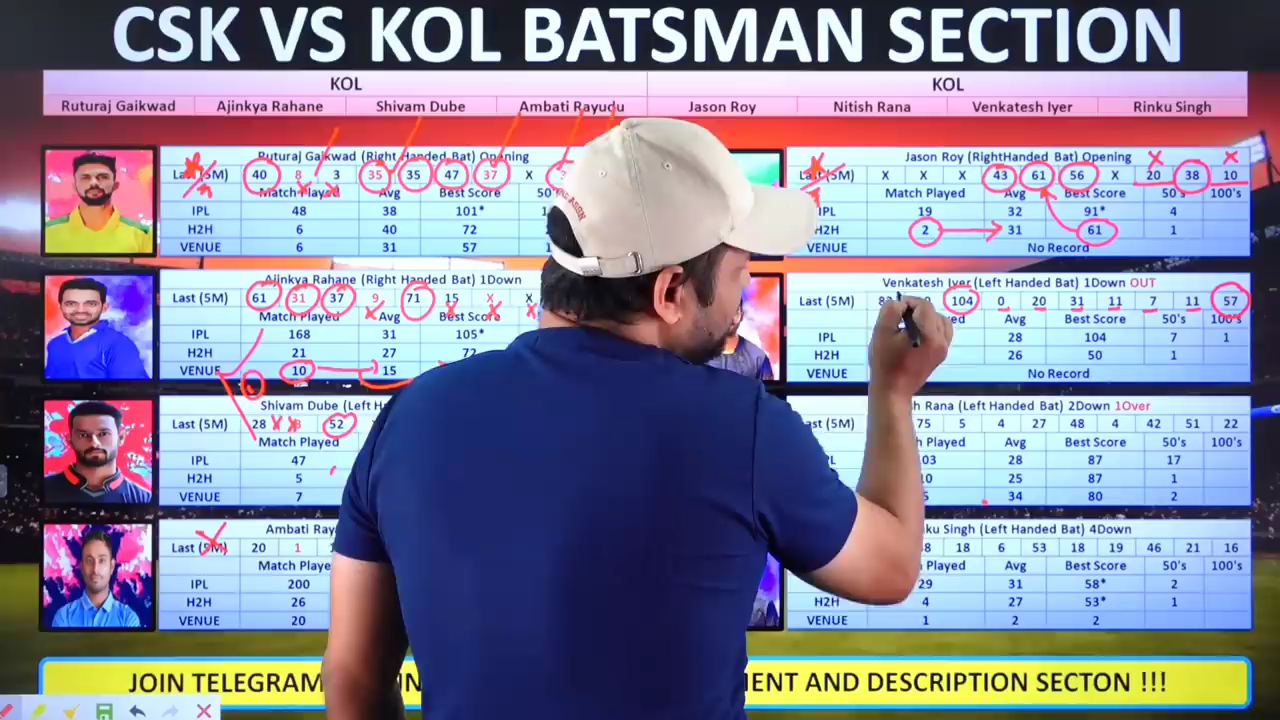 CSK VS KOL BATSMAN SECTION
KOL
KOL
Ruturaj Gaikwad Ajinkya Rahane Shivam Dube Ambati Rayudu Jason Roy Nitish Rana Venkatesh Iyer Rinku Singh
Ruturaj Gaikwad (Right Handed Bat) Opening
40 8 3 35 35 47 37 X
Match Played Avg Best Score
IPL 48 38 101*
H2H 6 40 72
VENUE 6 31 57
Ajinkya Rahane (Right Handed Bat) 1Down
Last (5M) 61 31 37 9 71 15 X X
Match Played Avg Best Score
IPL 168 31 105*
H2H 21 27 72
VENUE 10 15
Shivam Dube (Left
Last (5M) 28 52
Match Played
IPL 47
H2H 5
VENUE 7
Ambati
20 1
Match Played
IPL 200
H2H 26
VENUE 20
Jason Roy (RightHanded Bat) Opening
X X X 43 61 56 X 20 38 10
Match Played Avg Best Score 50's 100's
IPL 19 32 91* 4
H2H 2 31 61 1
VENUE No Record
Venkatesh Iyer (Left Handed Bat) 1Down OUT
Last (5M) 104 0 20 31 11 7 11 57
Avg Best Score 50's 100's
IPL 28 104 7 1
H2H 26 50 1
VENUE No Record
Rana (Left Handed Bat) 2Down 1Over
75 5 4 27 48 4 42 51 22
Played Avg Best Score 50's 100's
28 87 17
25 87 1
34 80 2
Singh (Left Handed Bat) 4Down
18 6 53 18 19 46 21 16
Played Avg Best Score 50's 100's
29 31 58* 2
H2H 4 27 53* 1
VENUE 1 2 2
JOIN TELEGRAM AND DESCRIPTION SECTON !!!